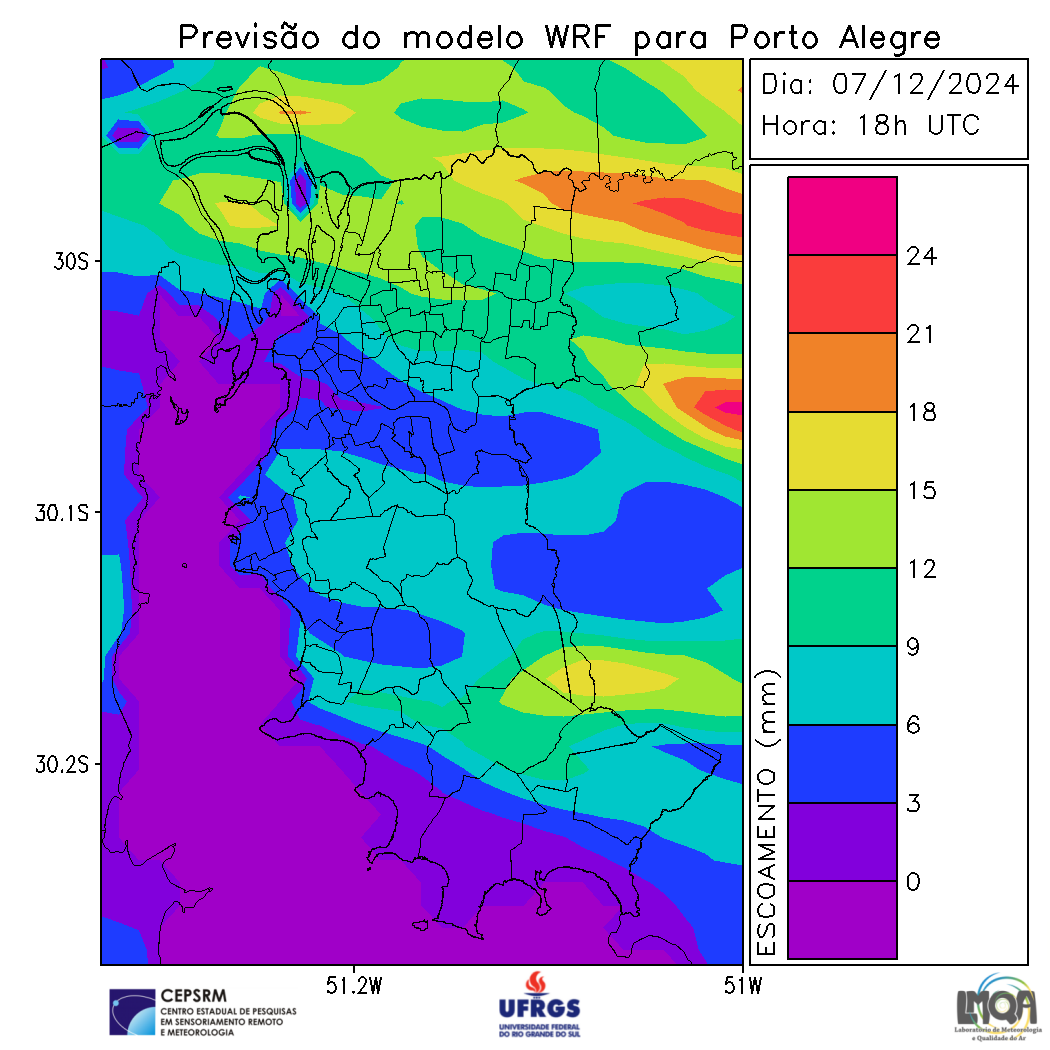 Previsão do modelo WRF para Porto Alegre
Dia: 07/12/2024
Hora: 18h UTC
30S
30.1S
30.2S
51.2W
51W
24
21
18
15
12
9
6
3
0
ESCOAMENTO (mm)
CEPSRM
CENTRO ESTADUAL DE PESQUISAS
EM SENSORIAMENTO REMOTO
E METEOROLOGIA
UFRGS
UNIVERSIDADE FEDERAL
DO RIO GRANDE DO SUL
LMQA
Laboratório de Meteorologia
e Qualidade do Ar